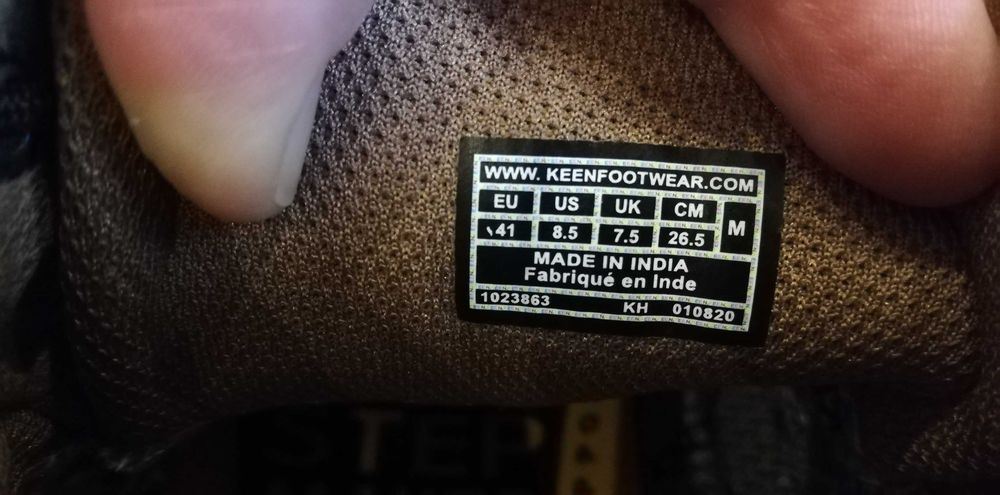 WWW. KEENFOOTWEAR.COM
EU US UK CM M
41 8.5 7.5 26.5
MADE IN INDIA
Fabriqué en Inde
1023863 KH 010820
STEP